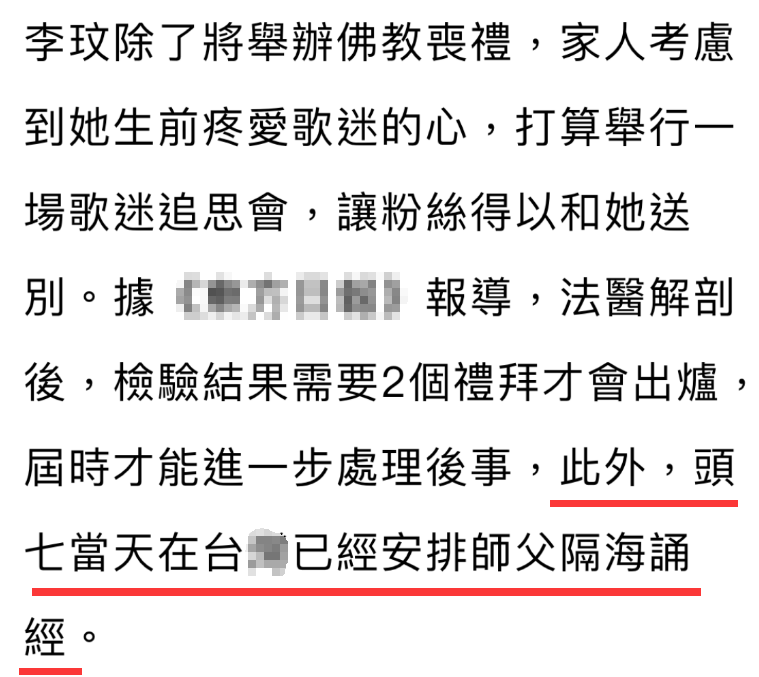 李玟除了將舉辦佛教喪禮，家人考慮
到她生前疼愛歌迷的心，打算舉行一
場歌迷追思會，讓粉絲得以和她送
別。據 報導，法醫解剖
後，檢驗結果需要2個禮拜才會出爐，
屆時才能進一步處理後事，此外，頭
七當天在台 已經安排師父隔海誦
經。